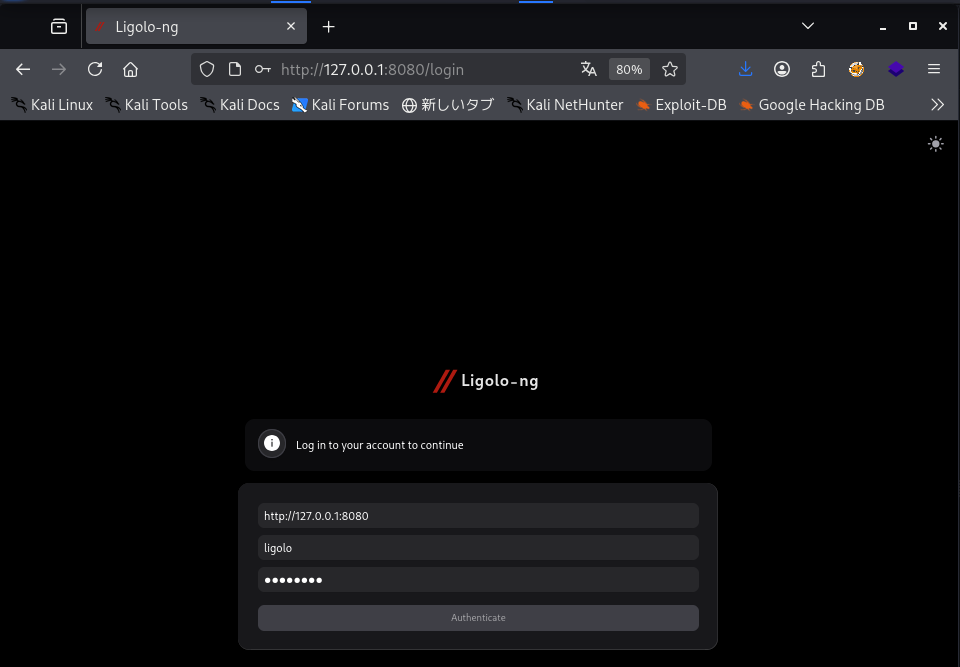 Ligolo-ng
http://127.0.0.1:8080/login 80%
Kali Linux Kali Tools Kali Docs Kali Forums 新しいタブ Kali NetHunter Exploit-DB Google Hacking DB
Ligolo-ng
Log in to your account to continue
http://127.0.0.1:8080
ligolo
●●●●●●●●
Authenticate